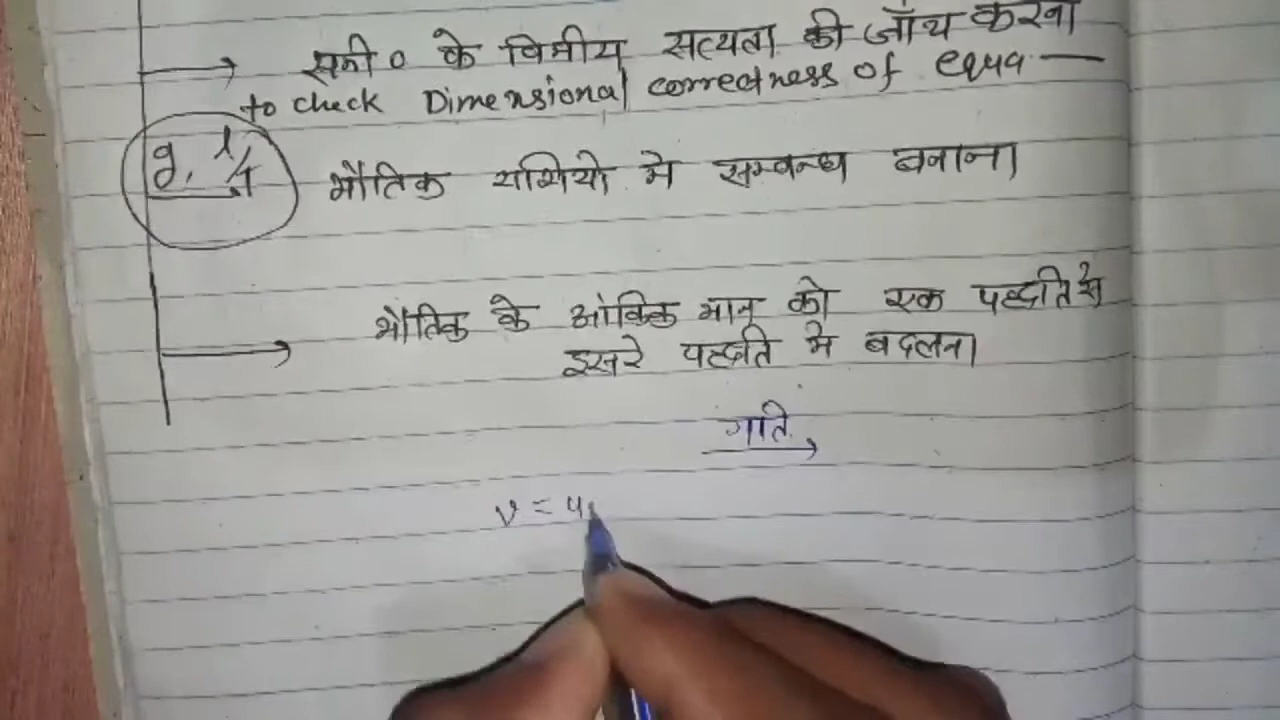 समी० के विमीय सत्यता की जाँच करना
to check Dimensional correctness of equa
g, l/T भौतिक राशियो मे सम्बन्ध बनाना
भौतिक के आंकिक मान को एक पद्धति से
दूसरे पद्धति मे बदलना
गति
v = u